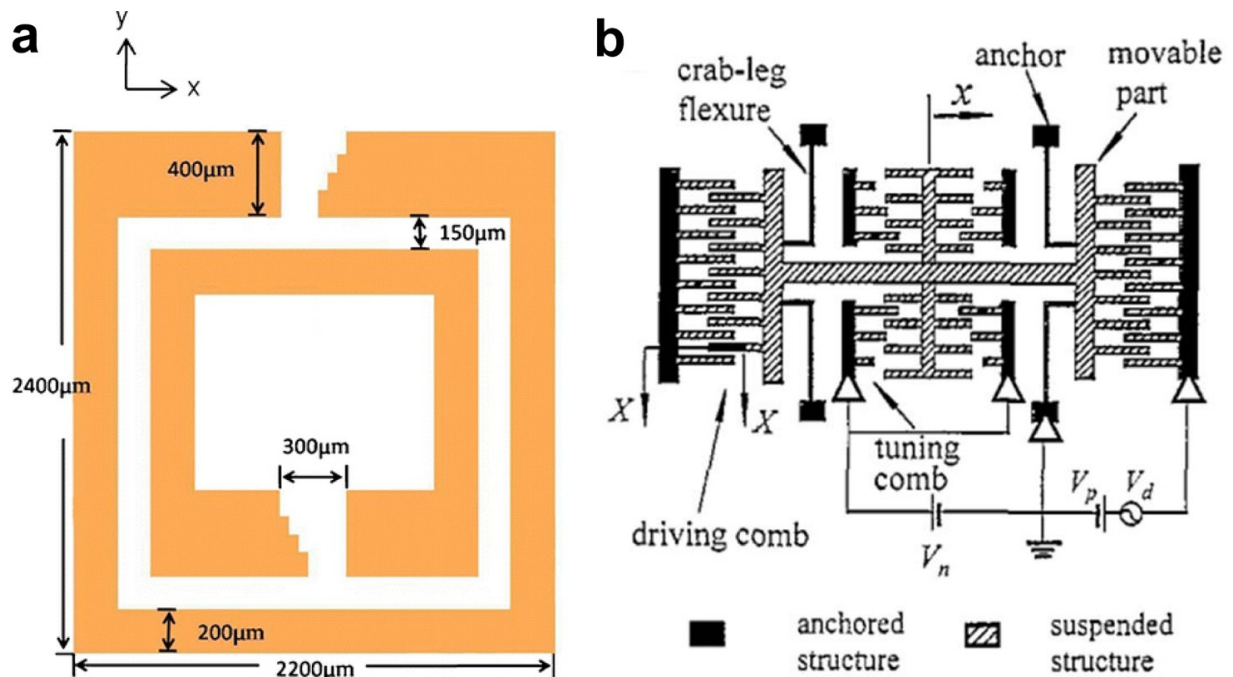 a
y
x
400μm
150μm
2400μm
300μm
200μm
2200μm
b
crab-leg
flexure
anchor
movable
part
x
X
X
tuning
comb
driving comb
V_p
V_d
V_n
anchored
structure
suspended
structure